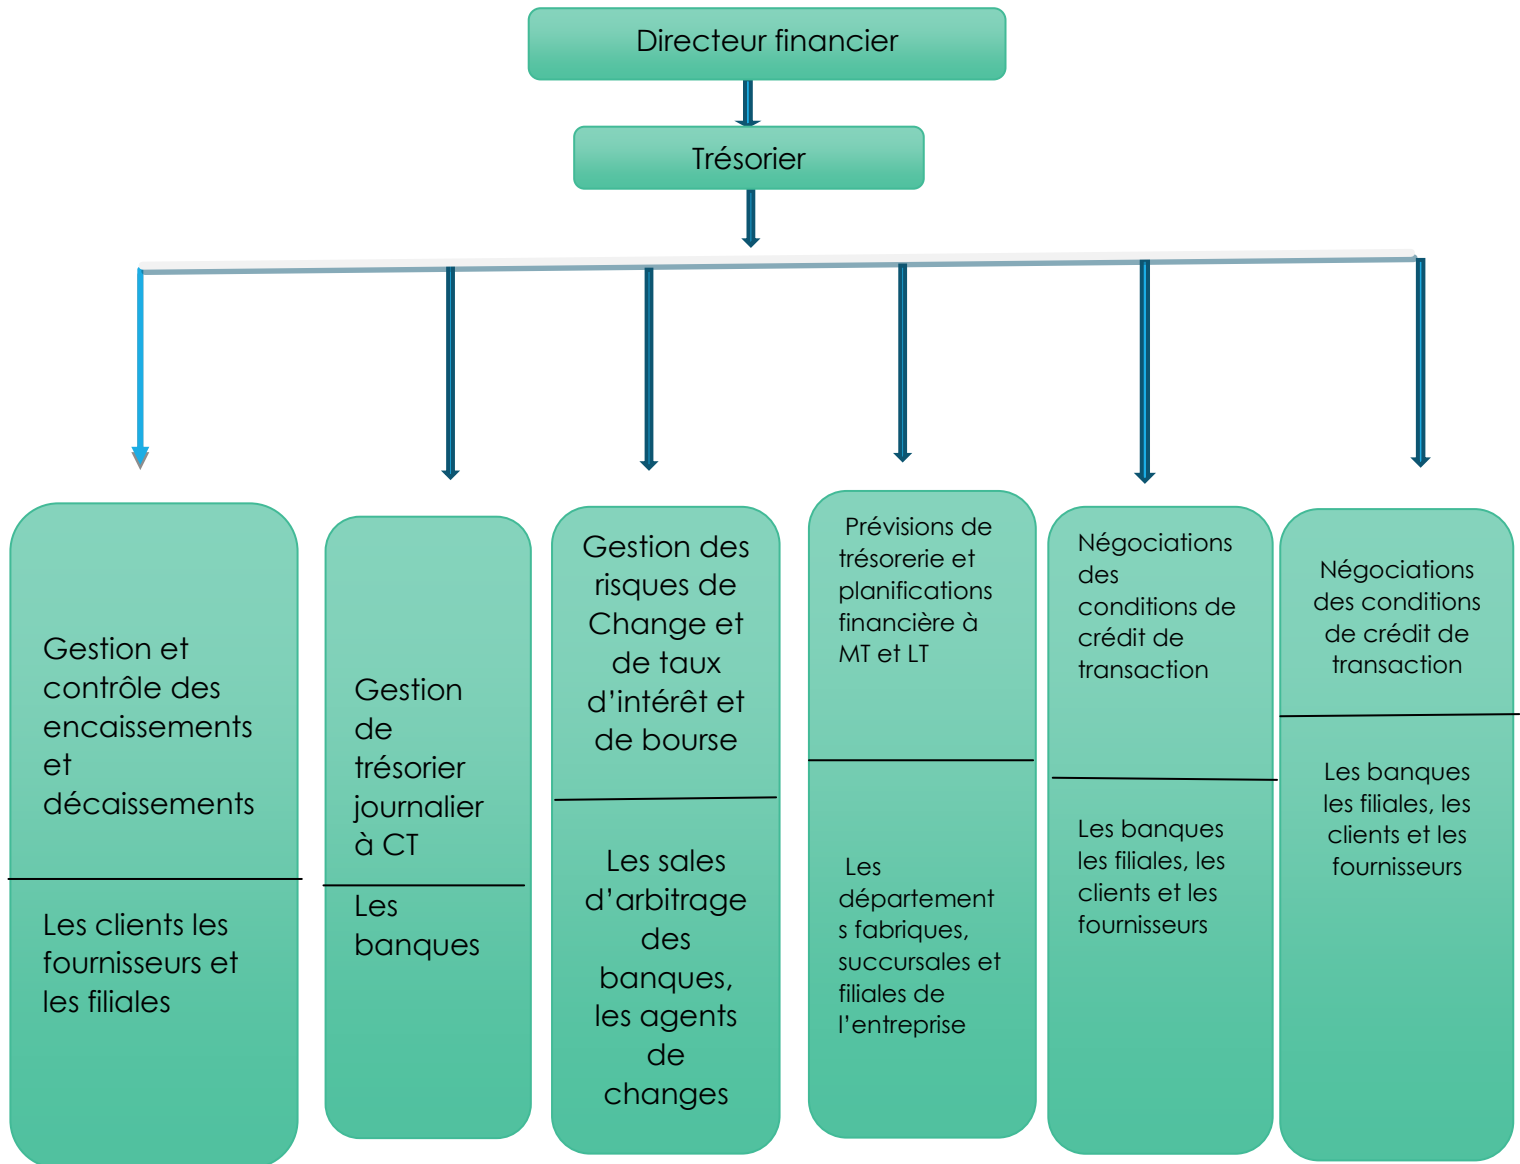 Directeur financier
Trésorier
Gestion et
contrôle des
encaissements
et
décaissements
Les clients les
fournisseurs et
les filiales
Gestion
de
trésorier
journalier
à CT
Les
banques
Gestion des
risques de
Change et
de taux
d’intérêt et
de bourse
Les sales
d’arbitrage
des
banques,
les agents
de
changes
Prévisions de
trésorerie et
planifications
financière à
MT et LT
Les
département
s fabriques,
succursales et
filiales de
l’entreprise
Négociations
des
conditions de
crédit de
transaction
Les banques
les filiales, les
clients et les
fournisseurs
Négociations
des conditions
de crédit de
transaction
Les banques
les filiales, les
clients et les
fournisseurs